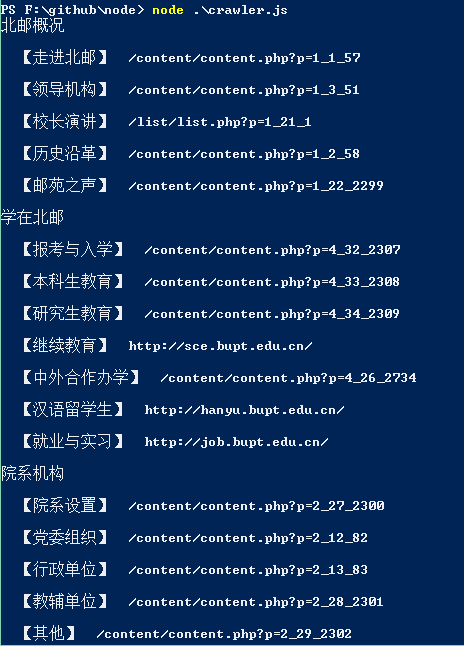 PS F:\github\node> node .\crawler.js
北邮概况
【走进北邮】 /content/content.php?p=1_1_57
【领导机构】 /content/content.php?p=1_3_51
【校长演讲】 /list/list.php?p=1_21_1
【历史沿革】 /content/content.php?p=1_2_58
【邮苑之声】 /content/content.php?p=1_22_2299
学在北邮
【报考与入学】 /content/content.php?p=4_32_2307
【本科生教育】 /content/content.php?p=4_33_2308
【研究生教育】 /content/content.php?p=4_34_2309
【继续教育】 http://sce.bupt.edu.cn/
【中外合作办学】 /content/content.php?p=4_26_2734
【汉语留学生】 http://hanyu.bupt.edu.cn/
【就业与实习】 http://job.bupt.edu.cn/
院系机构
【院系设置】 /content/content.php?p=2_27_2300
【党委组织】 /content/content.php?p=2_12_82
【行政单位】 /content/content.php?p=2_13_83
【教辅单位】 /content/content.php?p=2_28_2301
【其他】 /content/content.php?p=2_29_2302